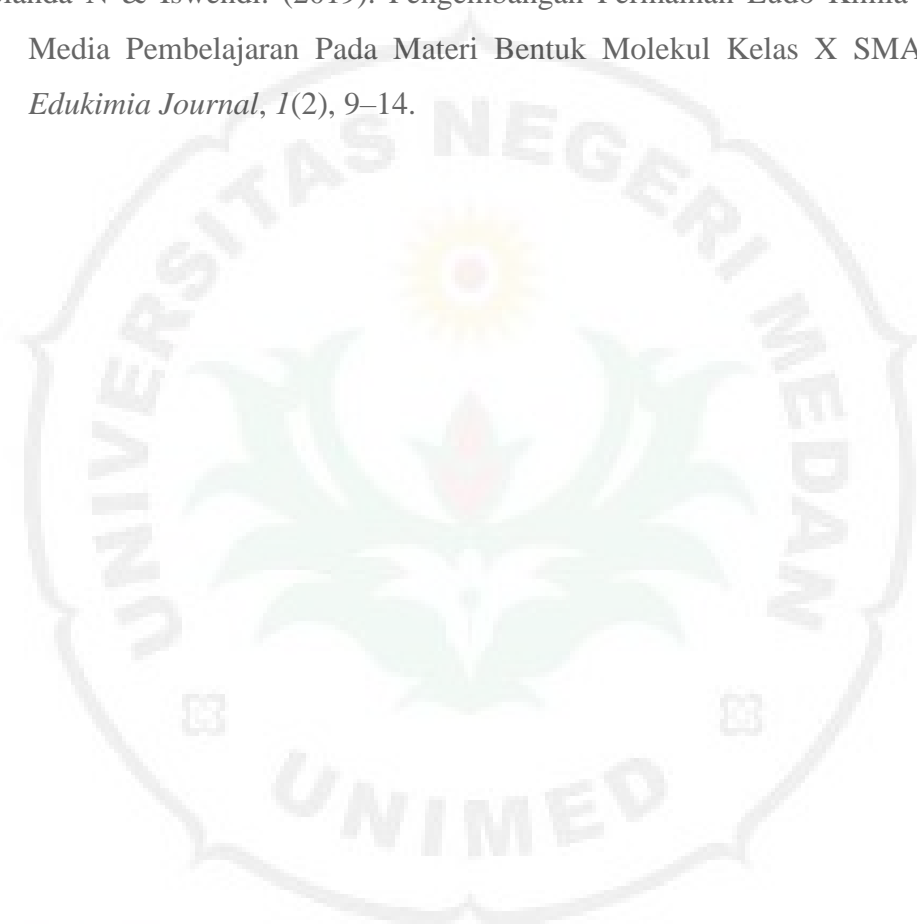 N & Iswendi. (2019). Pengembangan Permainan Ludo Kimia
Media Pembelajaran Pada Materi Bentuk Molekul Kelas X SMA
Edukimia Journal, 1(2), 9–14.
UNIVERSITAS NEGERI MEDAN
UNIMED